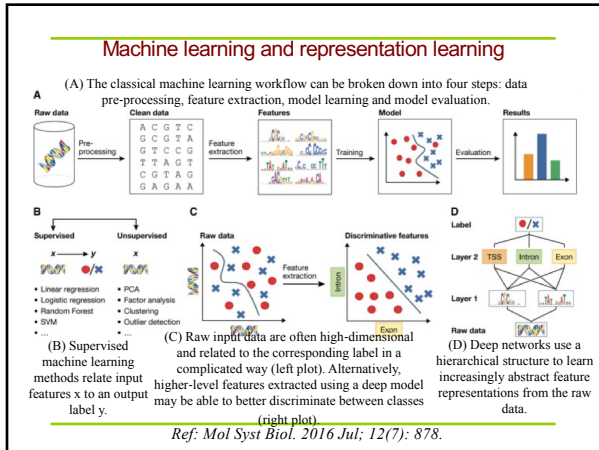 Machine learning and representation learning
(A) The classical machine learning workflow can be broken down into four steps: data
pre-processing, feature extraction, model learning and model evaluation.
A
Raw data
Clean data
Features
Model
Results
Pre-
processing
Feature
extraction
Training
Evaluation
A C G T C
G C G T A
G T C C G
T T A G T
C G T A G
G A G A A
B
Supervised
Unsupervised
x
y
x
• Linear regression
• Logistic regression
• Random Forest
• SVM
• ...
• PCA
• Factor analysis
• Clustering
• Outlier detection
• ...
(B) Supervised
machine learning
methods relate input
features x to an output
label y.
C
Raw data
Feature
extraction
Discriminative features
Intron
Exon
(C) Raw input data are often high-dimensional
and related to the corresponding label in a
complicated way (left plot). Alternatively,
higher-level features extracted using a deep model
may be able to better discriminate between classes
(right plot).
D
Label
Layer 2
TSS
Intron
Exon
Layer 1
Raw data
(D) Deep networks use a
hierarchical structure to learn
increasingly abstract feature
representations from the raw
data.
Ref: Mol Syst Biol. 2016 Jul; 12(7): 878.